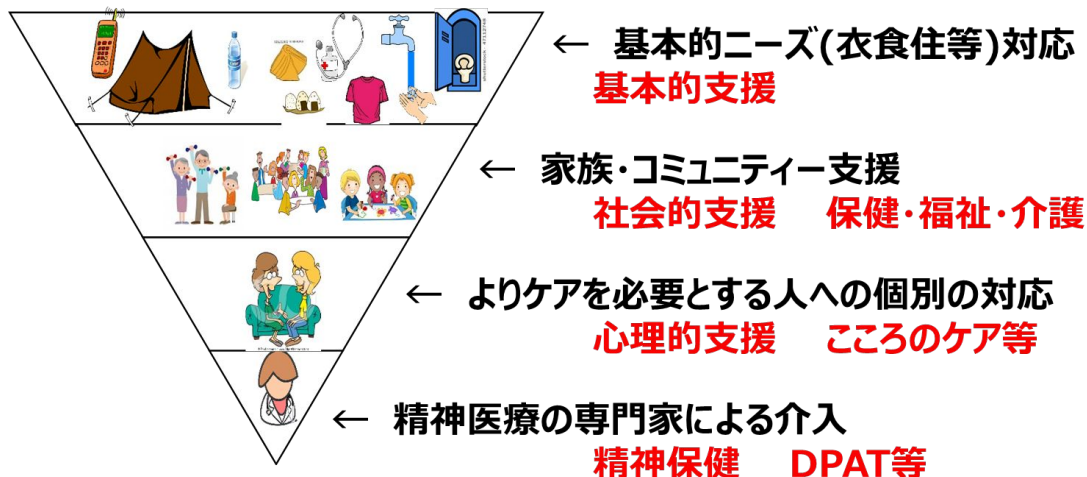 ← 基本的ニーズ(衣食住等)対応
基本的支援
← 家族・コミュニティー支援
社会的支援 保健・福祉・介護
← よりケアを必要とする人への個別の対応
心理的支援 こころのケア等
← 精神医療の専門家による介入
精神保健 DPAT等